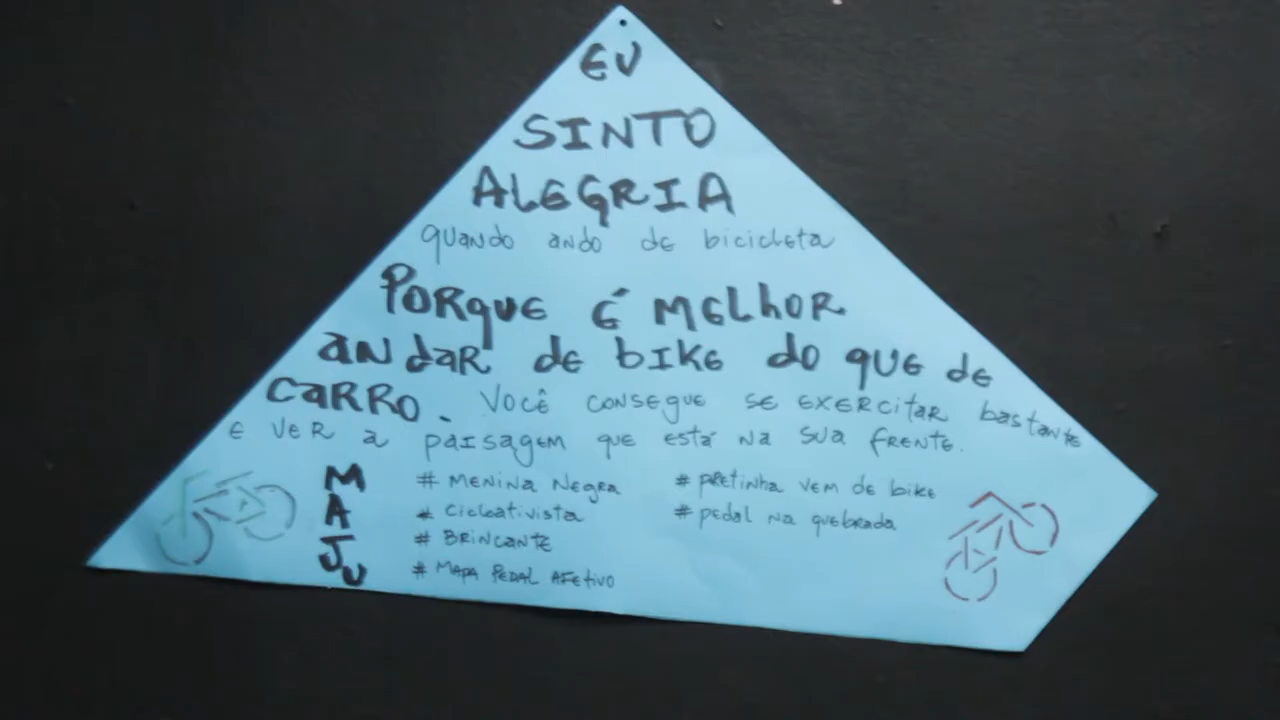 EU
SINTO
ALEGRIA
quando ando de bicicleta
PORQUE É MELHOR
andar de bike do que de
carro. Você consegue se exercitar bastante
e ver a paisagem que está na sua frente.
MAJU
# MENINA NEGRA
# Cicloativista
# BRINCANTE
# MAPA PEDAL AFETIVO
# pretinha vem de bike
# pedal na quebrada